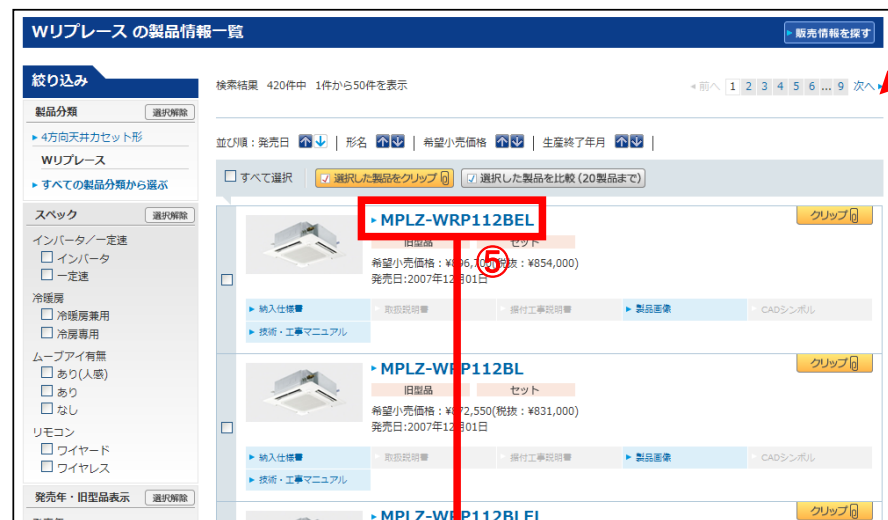 Wリプレース の製品情報一覧
販売情報を探す
絞り込み
製品分類 選択解除
4方向天井カセット形
Wリプレース
すべての製品分類から選ぶ
スペック 選択解除
インバータ/一定速
インバータ
一定速
冷暖房
冷暖房兼用
冷房専用
ムーブアイ有無
あり(人感)
あり
なし
リモコン
ワイヤード
ワイヤレス
発売年・旧型品表示 選択解除
検索結果 420件中 1件から50件を表示
前へ 1 2 3 4 5 6 ... 9 次へ
並び順:発売日 | 形名 | 希望小売価格 | 生産終了年月 |
すべて選択 選択した製品をクリップ 選択した製品を比較(20製品まで)
MPLZ-WRP112BEL
クリップ
旧型品 セット
⑤
希望小売価格:¥896,700(税抜:¥854,000)
発売日:2007年12月01日
納入仕様書 取扱説明書 据付工事説明書 製品画像 CADシンボル
技術・工事マニュアル
MPLZ-WRP112BL
クリップ
旧型品 セット
希望小売価格:¥872,550(税抜:¥831,000)
発売日:2007年12月01日
納入仕様書 取扱説明書 据付工事説明書 製品画像 CADシンボル
技術・工事マニュアル
MPLZ-WRP112BLEL
クリップ